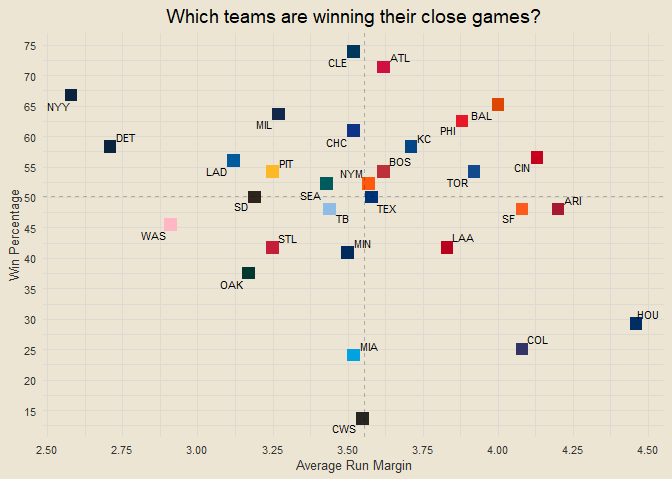 Which teams are winning their close games?
75
70
65
60
55
50
45
40
35
30
25
20
15
Win Percentage
CLE
ATL
NYY
BAL
MIL
PHI
DET
CHC
KC
LAD
PIT
BOS
CIN
NYM
TOR
SEA
SD
TB
TEX
SF
ARI
WAS
STL
MIN
LAA
OAK
HOU
COL
MIA
CWS
2.50 2.75 3.00 3.25 3.50 3.75 4.00 4.25 4.50
Average Run Margin